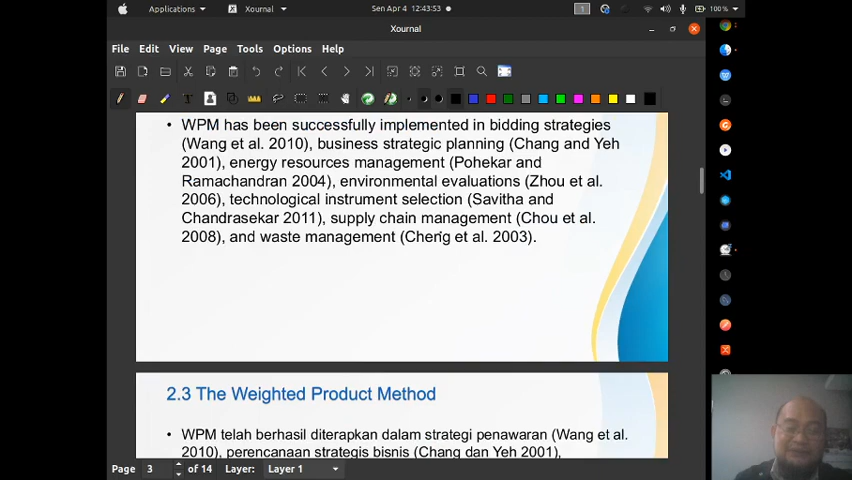 Applications
Xournal
Sen Apr 4 12:43:53
1
100%
Xournal
File Edit View Page Tools Options Help
• WPM has been successfully implemented in bidding strategies
(Wang et al. 2010), business strategic planning (Chang and Yeh
2001), energy resources management (Pohekar and
Ramachandran 2004), environmental evaluations (Zhou et al.
2006), technological instrument selection (Savitha and
Chandrasekar 2011), supply chain management (Chou et al.
2008), and waste management (Cheng et al. 2003).
2.3 The Weighted Product Method
• WPM telah berhasil diterapkan dalam strategi penawaran (Wang et al.
2010), perencanaan strategis bisnis (Chang dan Yeh 2001),
Page 3 of 14 Layer: Layer 1